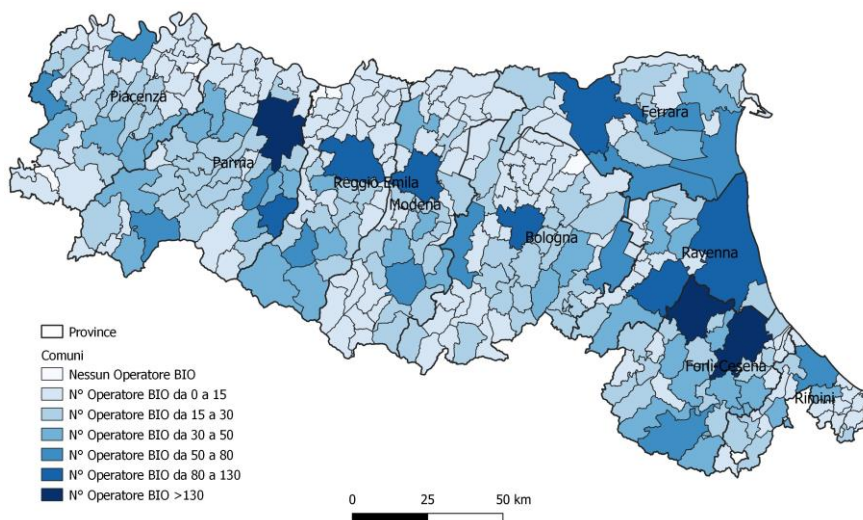 Piacenza
Parma
Reggio Emila
Modena
Bologna
Ferrara
Ravenna
Forlì-Cesena
Rimini
Province
Comuni
Nessun Operatore BIO
N° Operatore BIO da 0 a 15
N° Operatore BIO da 15 a 30
N° Operatore BIO da 30 a 50
N° Operatore BIO da 50 a 80
N° Operatore BIO da 80 a 130
N° Operatore BIO >130
0 25 50 km